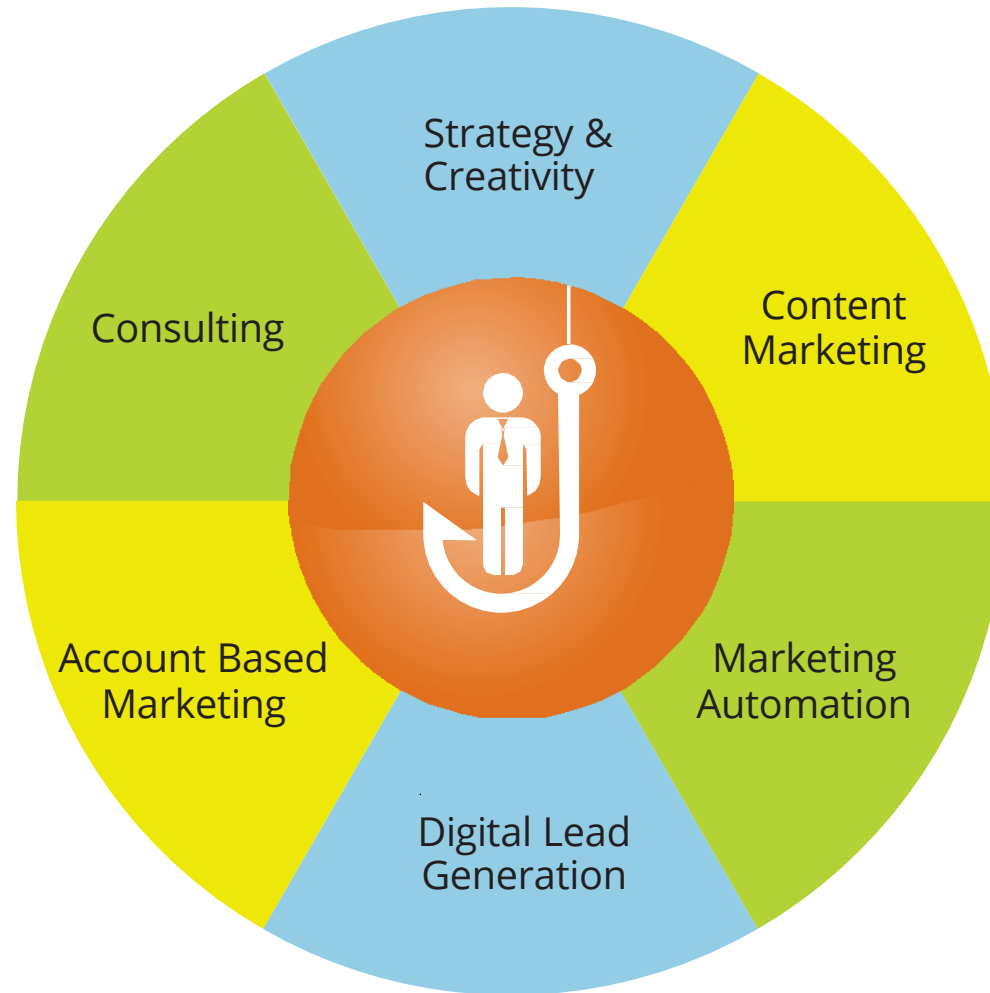 Strategy &
Creativity
Content
Marketing
Marketing
Automation
Digital Lead
Generation
Account Based
Marketing
Consulting